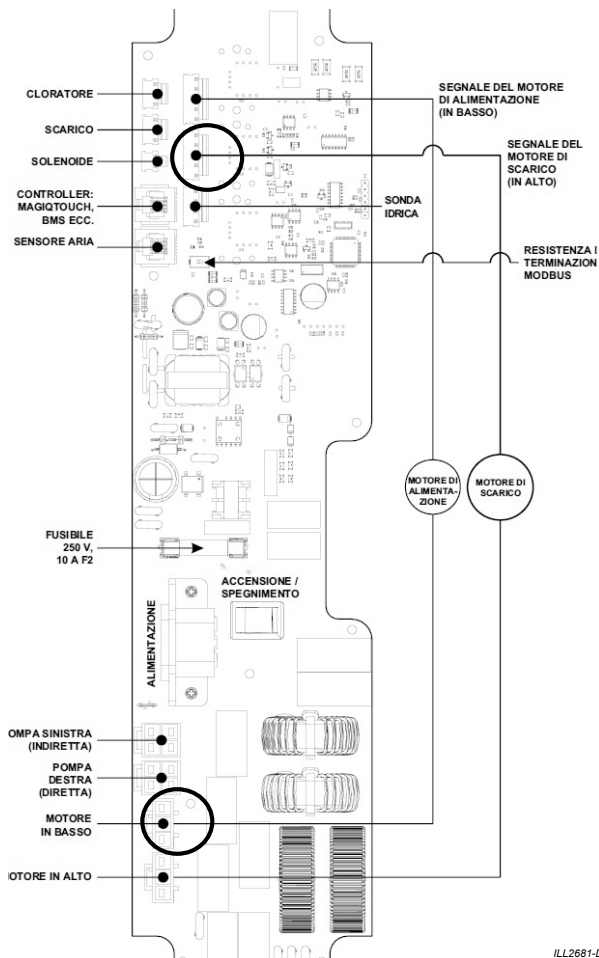 CLORATORE
SCARICO
SOLENOIDE
CONTROLLER:
MAGIQTOUCH,
BMS ECC.
SENSORE ARIA
SEGNALE DEL MOTORE
DI ALIMENTAZIONE
(IN BASSO)
SEGNALE DEL
MOTORE DI
SCARICO
(IN ALTO)
SONDA
IDRICA
RESISTENZA I
TERMINAZION
MODBUS
MOTORE DI
ALIMENTA-
ZIONE
MOTORE DI
SCARICO
FUSIBILE
250 V,
10 A F2
ACCENSIONE /
SPEGNIMENTO
ALIMENTAZIONE
OMPA SINISTRA
(INDIRETTA)
POMPA
DESTRA
(DIRETTA)
MOTORE
IN BASSO
OTORE IN ALTO
ILL2681-D